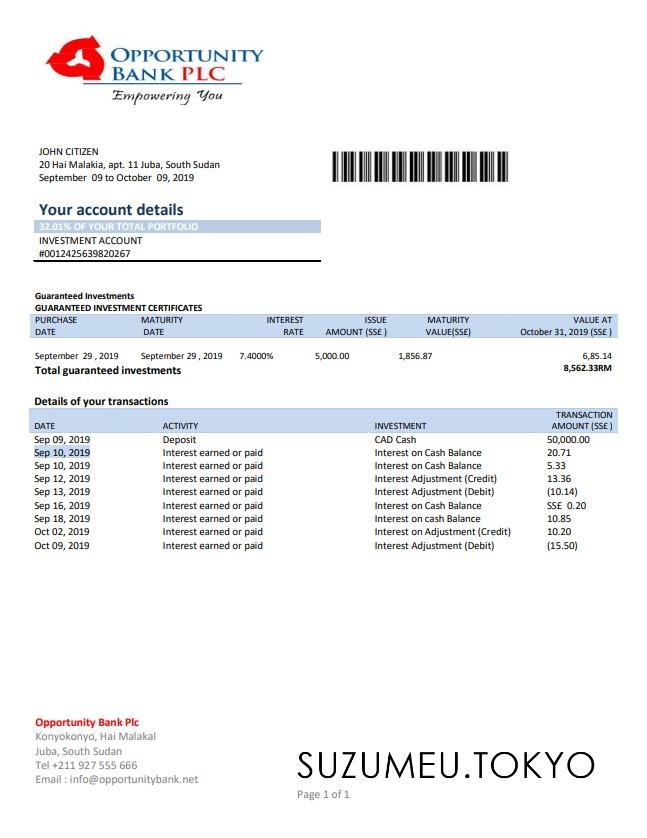 OPPORTUNITY
BANK PLC
Empowering You
JOHN CITIZEN
20 Hai Malakia, apt. 11 Juba, South Sudan
September 09 to October 09, 2019
Your account details
32.01% OF YOUR TOTAL PORTFOLIO
INVESTMENT ACCOUNT
#0012425639820267
Guaranteed Investments
GUARANTEED INVESTMENT CERTIFICATES
PURCHASE MATURITY INTEREST ISSUE MATURITY VALUE AT
DATE DATE RATE AMOUNT (SS£ ) VALUE(SS£) October 31, 2019 (SS£ )
September 29 , 2019 September 29 , 2019 7.4000% 5,000.00 1,856.87 6,85.14
Total guaranteed investments 8,562.33RM
Details of your transactions
TRANSACTION
DATE ACTIVITY INVESTMENT AMOUNT (SS£ )
Sep 09, 2019 Deposit CAD Cash 50,000.00
Sep 10, 2019 Interest earned or paid Interest on Cash Balance 20.71
Sep 10, 2019 Interest earned or paid Interest on Cash Balance 5.33
Sep 12, 2019 Interest earned or paid Interest Adjustment (Credit) 13.36
Sep 13, 2019 Interest earned or paid Interest Adjustment (Debit) (10.14)
Sep 16, 2019 Interest earned or paid Interest on Cash Balance SS£ 0.20
Sep 18, 2019 Interest earned or paid Interest on cash Balance 10.85
Oct 02, 2019 Interest earned or paid Interest on Adjustment (Credit) 10.20
Oct 09, 2019 Interest earned or paid Interest Adjustment (Debit) (15.50)
Opportunity Bank Plc
Konyokonyo, Hai Malakal
Juba, South Sudan
Tel +211 927 555 666
Email : info@opportunitybank.net
SUZUMEU.TOKYO
Page 1 of 1